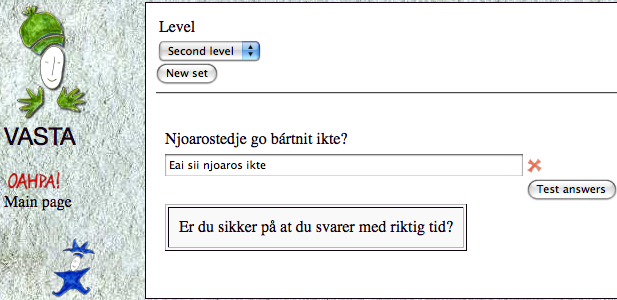 Level
Second level
New set
VASTA
OAHPA!
Main page
Njoarostedje go bártnit ikte?
Eai sii njoaros ikte
Test answers
Er du sikker på at du svarer med riktig tid?